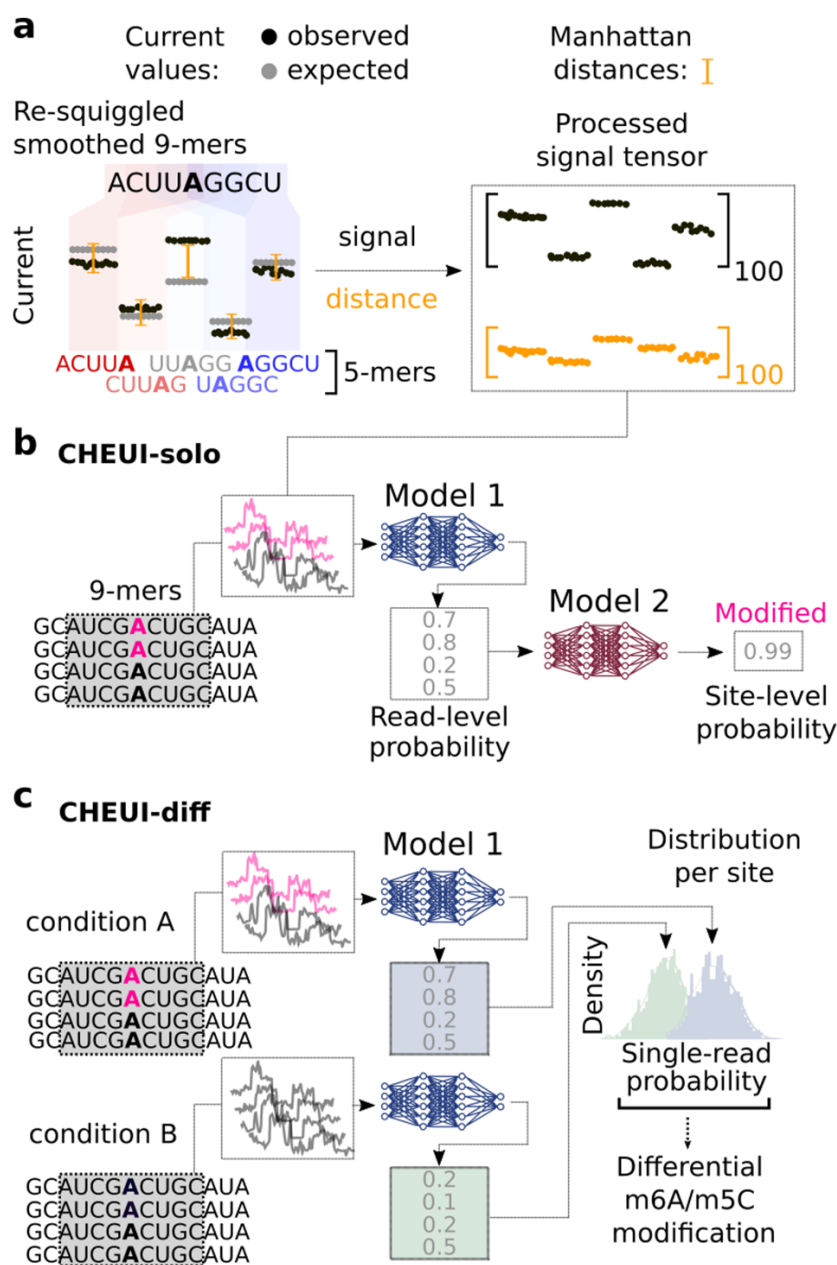 a
Current
values:
observed
expected
Manhattan
distances:
Re-squiggled
smoothed 9-mers
Processed
signal tensor
ACUUAGGCU
Current
signal
distance
100
100
ACUUA UUAGG AGGCU
CUUAG UAGGC
5-mers
b
CHEUI-solo
Model 1
9-mers
GCAUCGACUGCAUA
GCAUCGACUGCAUA
GCAUCGACUGCAUA
GCAUCGACUGCAUA
0.7
0.8
0.2
0.5
Read-level
probability
Model 2
Modified
0.99
Site-level
probability
c
CHEUI-diff
Model 1
Distribution
per site
condition A
GCAUCGACUGCAUA
GCAUCGACUGCAUA
GCAUCGACUGCAUA
GCAUCGACUGCAUA
0.7
0.8
0.2
0.5
Density
Single-read
probability
condition B
GCAUCGACUGCAUA
GCAUCGACUGCAUA
GCAUCGACUGCAUA
GCAUCGACUGCAUA
0.2
0.1
0.2
0.5
Differential
m6A/m5C
modification